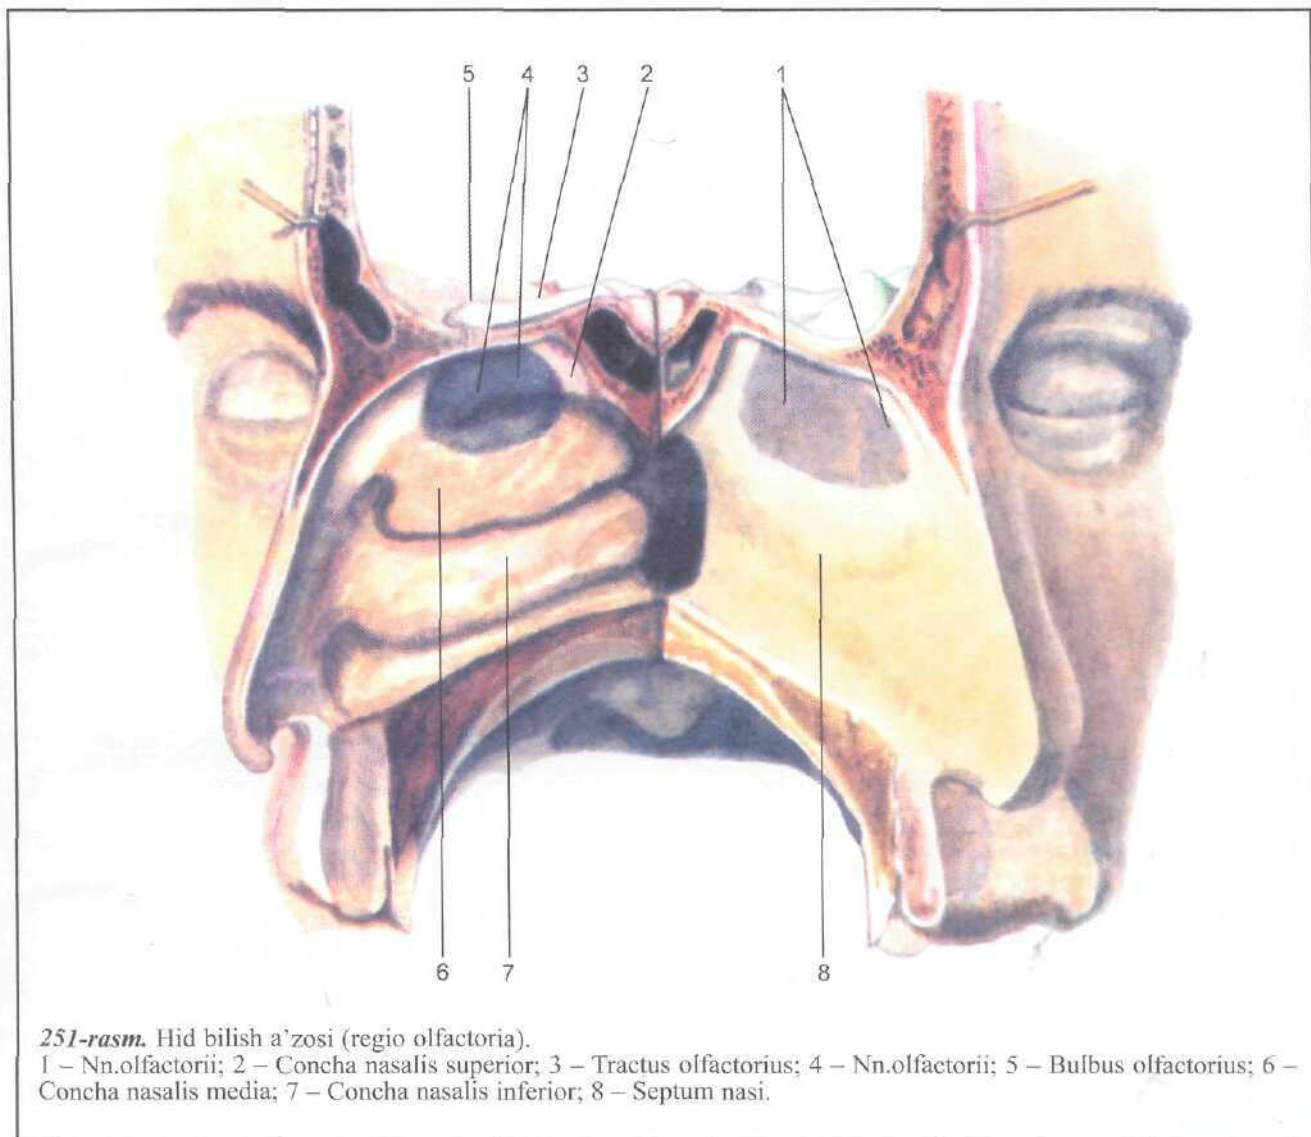 5 4 3 2 1
6 7 8
251-rasm. Hid bilish a'zosi (regio olfactoria).
1 – Nn.olfactorii; 2 – Concha nasalis superior; 3 – Tractus olfactorius; 4 – Nn.olfactorii; 5 – Bulbus olfactorius; 6 –
Concha nasalis media; 7 – Concha nasalis inferior; 8 – Septum nasi.